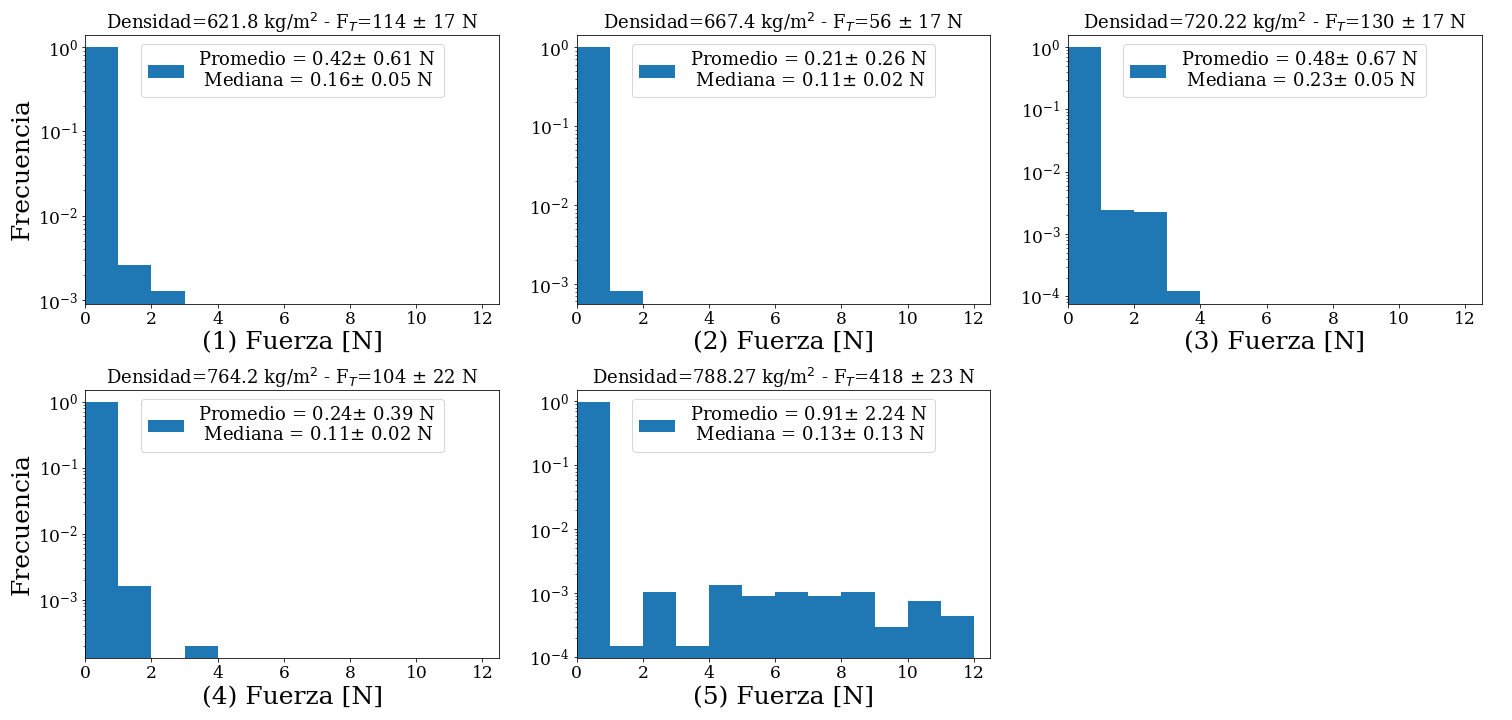 Densidad=621.8 kg/m² - F_T=114 ± 17 N
Promedio = 0.42± 0.61 N
Mediana = 0.16± 0.05 N
Frecuencia
10⁰
10⁻¹
10⁻²
10⁻³
0 2 4 6 8 10 12
(1) Fuerza [N]
Densidad=667.4 kg/m² - F_T=56 ± 17 N
Promedio = 0.21± 0.26 N
Mediana = 0.11± 0.02 N
10⁰
10⁻¹
10⁻²
10⁻³
0 2 4 6 8 10 12
(2) Fuerza [N]
Densidad=720.22 kg/m² - F_T=130 ± 17 N
Promedio = 0.48± 0.67 N
Mediana = 0.23± 0.05 N
10⁰
10⁻¹
10⁻²
10⁻³
10⁻⁴
0 2 4 6 8 10 12
(3) Fuerza [N]
Densidad=764.2 kg/m² - F_T=104 ± 22 N
Promedio = 0.24± 0.39 N
Mediana = 0.11± 0.02 N
Frecuencia
10⁰
10⁻¹
10⁻²
10⁻³
0 2 4 6 8 10 12
(4) Fuerza [N]
Densidad=788.27 kg/m² - F_T=418 ± 23 N
Promedio = 0.91± 2.24 N
Mediana = 0.13± 0.13 N
10⁰
10⁻¹
10⁻²
10⁻³
10⁻⁴
0 2 4 6 8 10 12
(5) Fuerza [N]